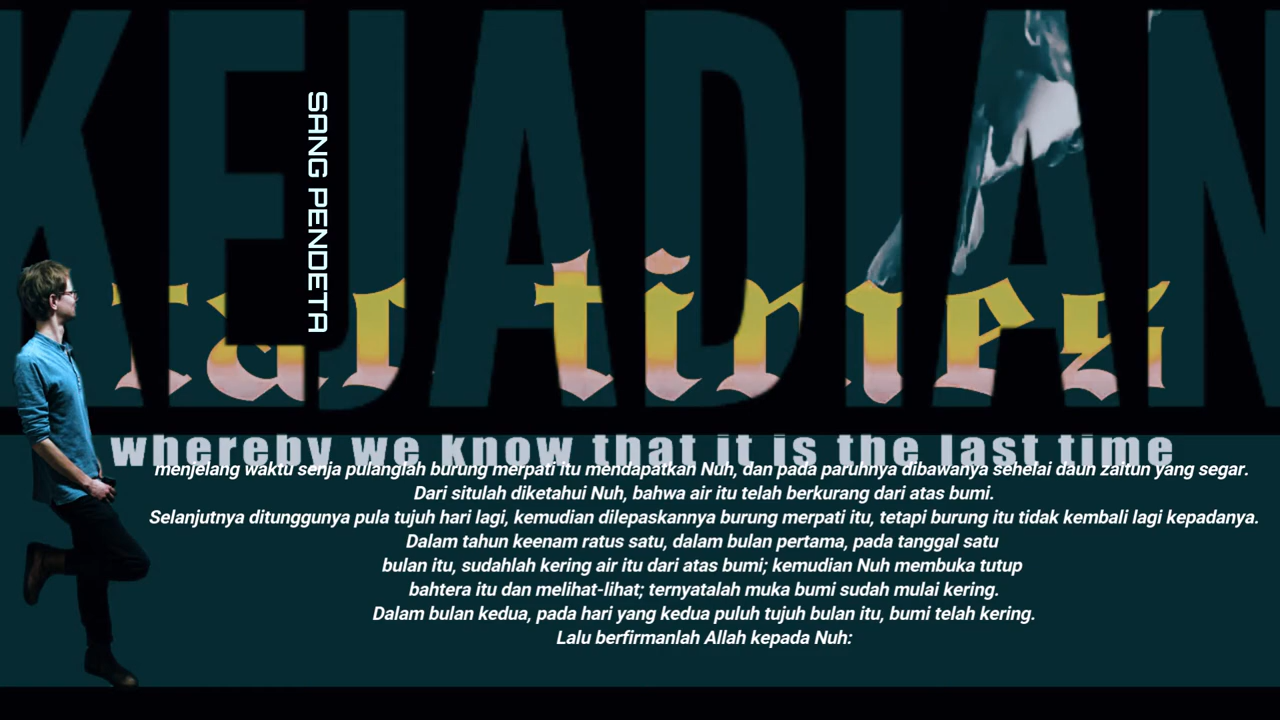 KEJADIAN
SANG PENDETA
times
whereby we know that it is the last time
menjelang waktu senja pulanglah burung merpati itu mendapatkan Nuh, dan pada paruhnya dibawanya sehelai daun zaitun yang segar.
Dari situlah diketahui Nuh, bahwa air itu telah berkurang dari atas bumi.
Selanjutnya ditunggunya pula tujuh hari lagi, kemudian dilepaskannya burung merpati itu, tetapi burung itu tidak kembali lagi kepadanya.
Dalam tahun keenam ratus satu, dalam bulan pertama, pada tanggal satu
bulan itu, sudahlah kering air itu dari atas bumi; kemudian Nuh membuka tutup
bahtera itu dan melihat-lihat; ternyatalah muka bumi sudah mulai kering.
Dalam bulan kedua, pada hari yang kedua puluh tujuh bulan itu, bumi telah kering.
Lalu berfirmanlah Allah kepada Nuh: